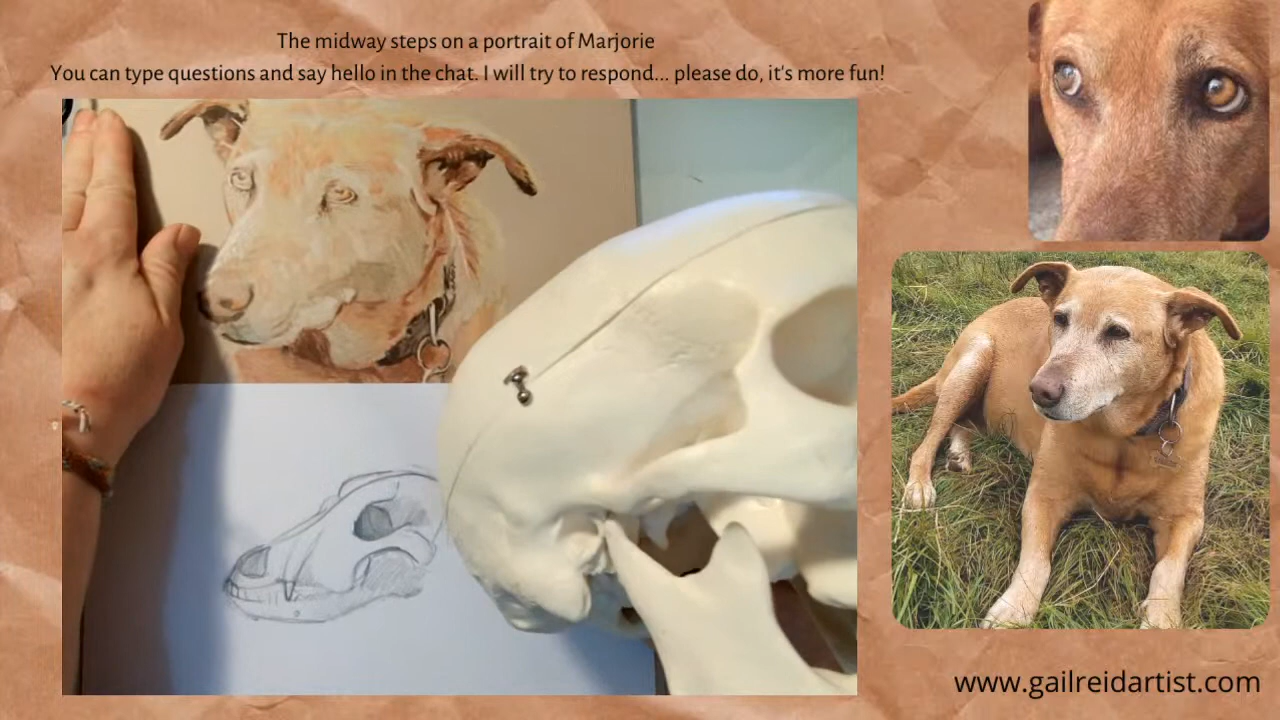 The midway steps on a portrait of Marjorie
You can type questions and say hello in the chat. I will try to respond... please do, it's more fun!
www.gailreidartist.com